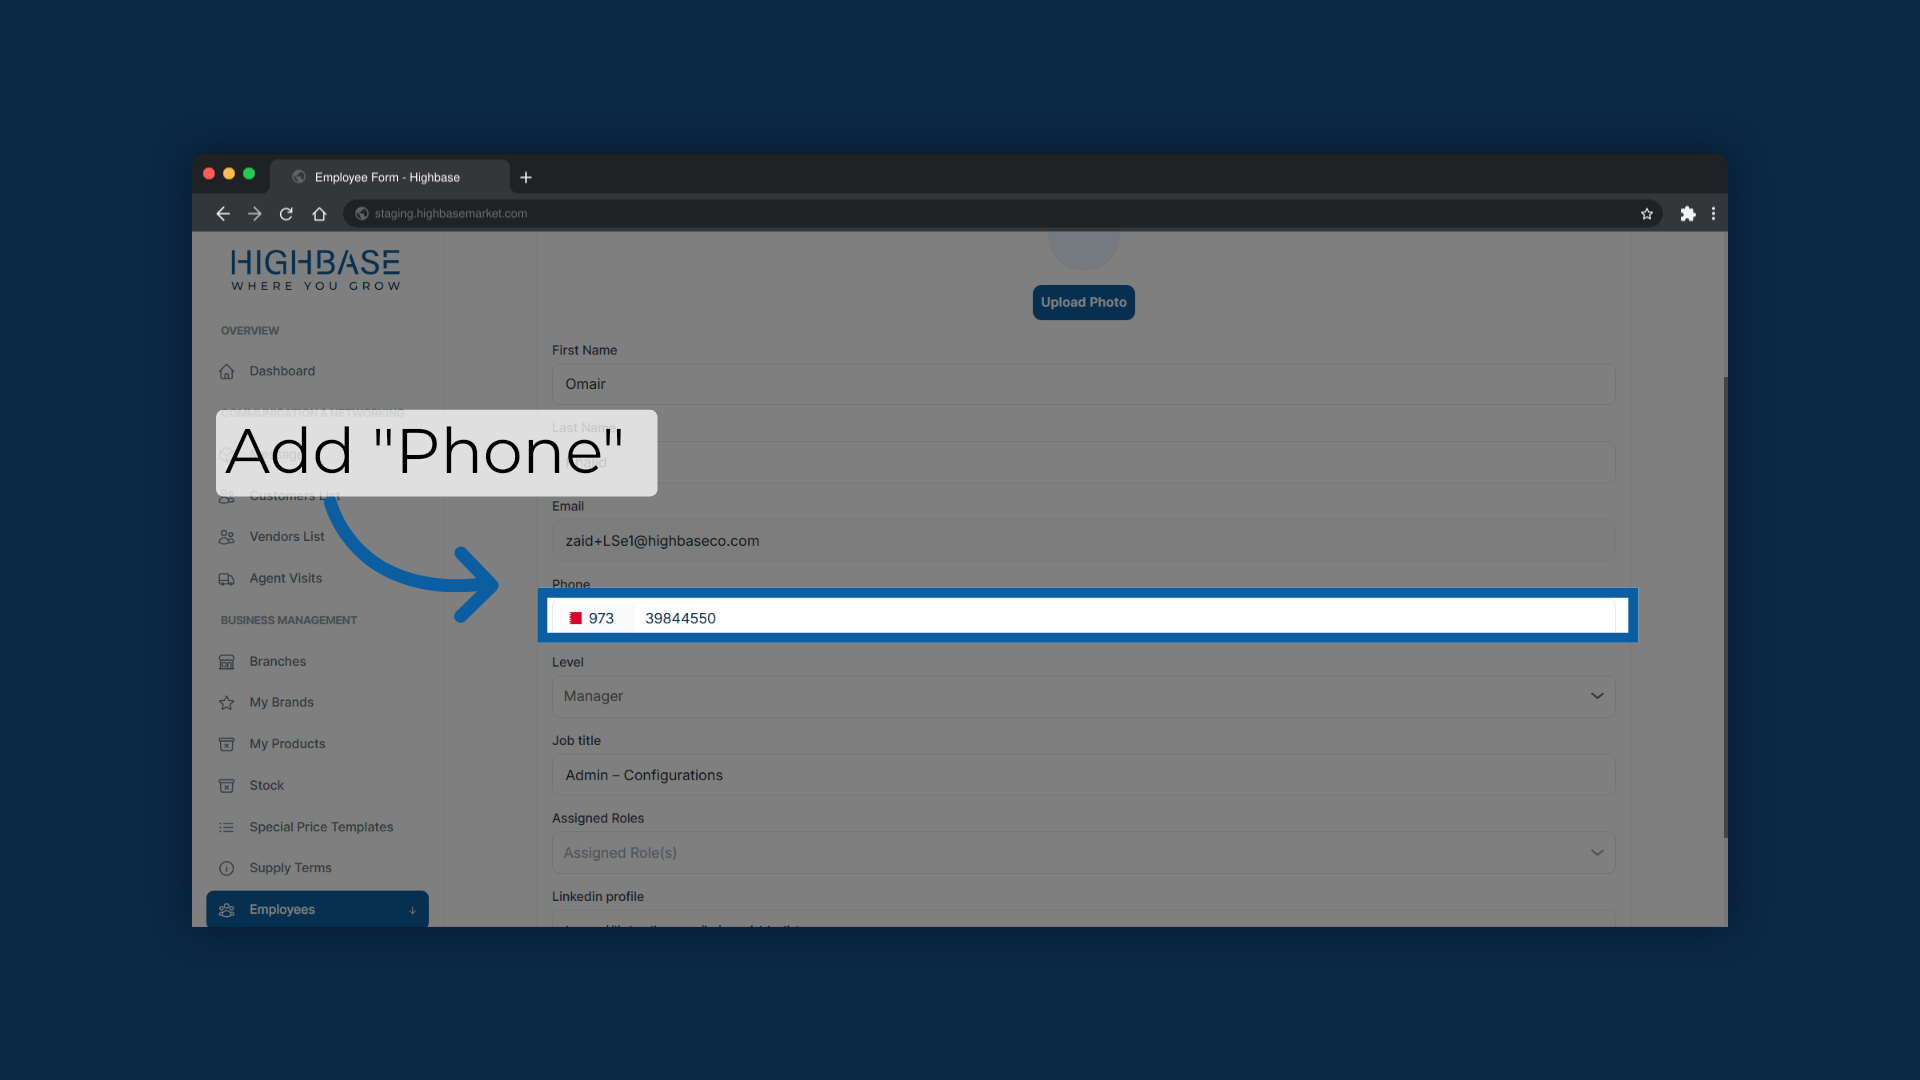 Employee Form - Highbase
staging.highbasemarket.com
HIGHBASE
WHERE YOU GROW
OVERVIEW
Dashboard
COMMUNICATION & NETWORKING
Customers List
Vendors List
Agent Visits
BUSINESS MANAGEMENT
Branches
My Brands
My Products
Stock
Special Price Templates
Supply Terms
Employees
Add "Phone"
Upload Photo
First Name
Omair
Last Name
Email
zaid+LSe1@highbaseco.com
Phone
973 39844550
Level
Manager
Job title
Admin – Configurations
Assigned Roles
Assigned Role(s)
Linkedin profile